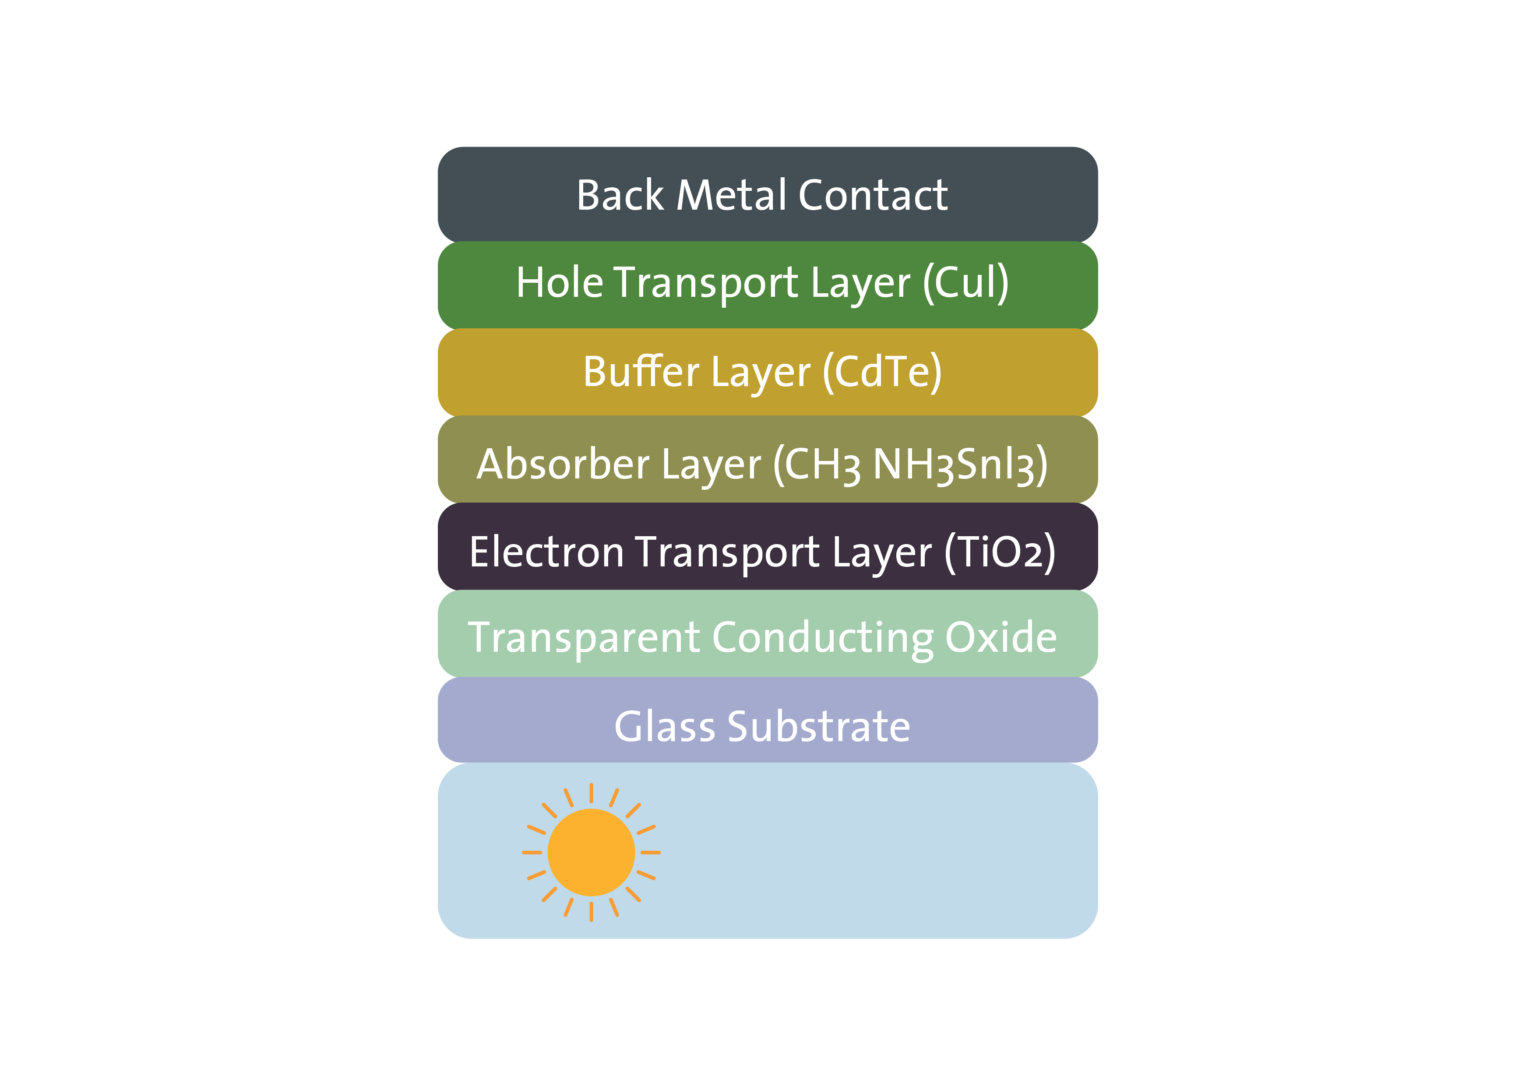 Back Metal Contact
Hole Transport Layer (CuI)
Buffer Layer (CdTe)
Absorber Layer (CH3 NH3SnI3)
Electron Transport Layer (TiO2)
Transparent Conducting Oxide
Glass Substrate